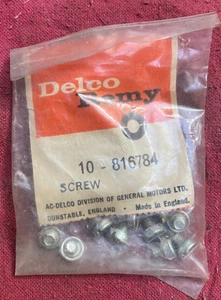 Delco
Remy
10 - 816784
SCREW
AC-DELCO DIVISION OF GENERAL MOTORS LTD.
DUNSTABLE, ENGLAND • Made in England.